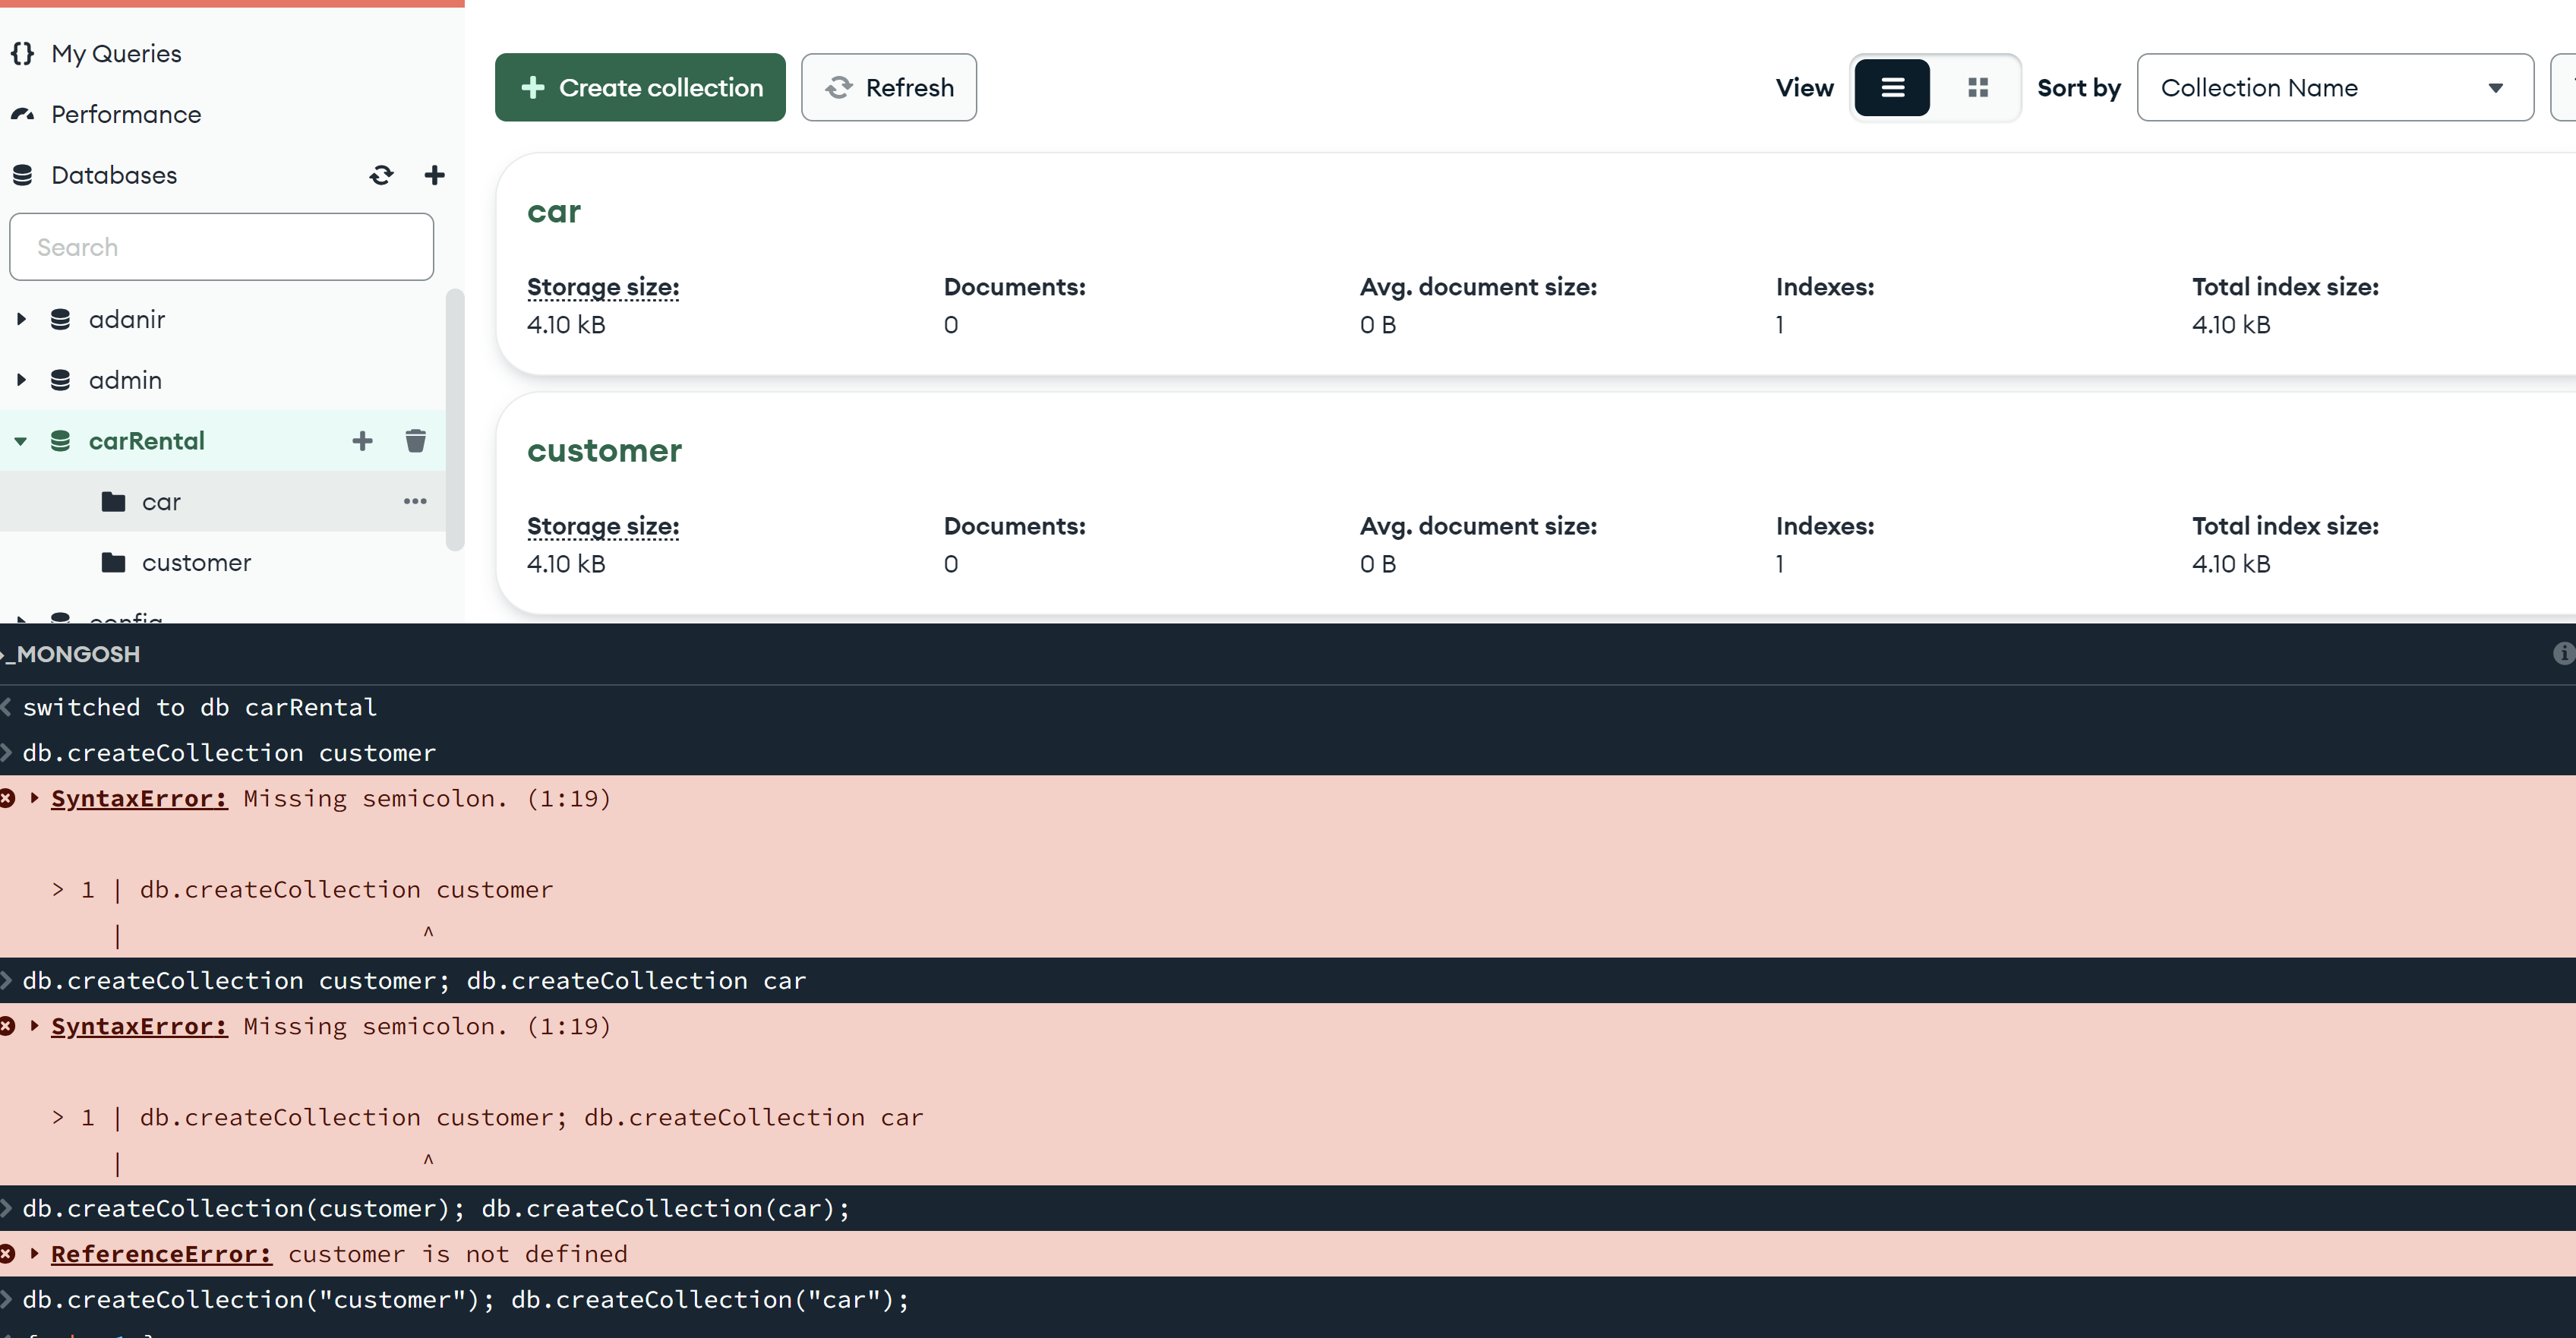 My Queries
Performance
Databases
Search
adanir
admin
carRental
car
customer
config
Create collection
Refresh
View
Sort by
Collection Name
car
Storage size: Documents: Avg. document size: Indexes: Total index size:
4.10 kB 0 0 B 1 4.10 kB
customer
Storage size: Documents: Avg. document size: Indexes: Total index size:
4.10 kB 0 0 B 1 4.10 kB
>_MONGOSH
switched to db carRental
db.createCollection customer
SyntaxError: Missing semicolon. (1:19)
> 1 | db.createCollection customer
| ^
db.createCollection customer; db.createCollection car
SyntaxError: Missing semicolon. (1:19)
> 1 | db.createCollection customer; db.createCollection car
| ^
db.createCollection(customer); db.createCollection(car);
ReferenceError: customer is not defined
db.createCollection("customer"); db.createCollection("car");